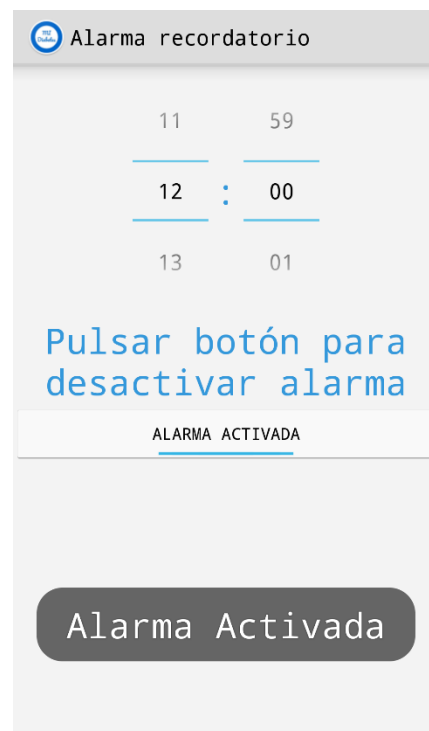 Alarma recordatorio
11 59
12 : 00
13 01
Pulsar botón para
desactivar alarma
ALARMA ACTIVADA
Alarma Activada